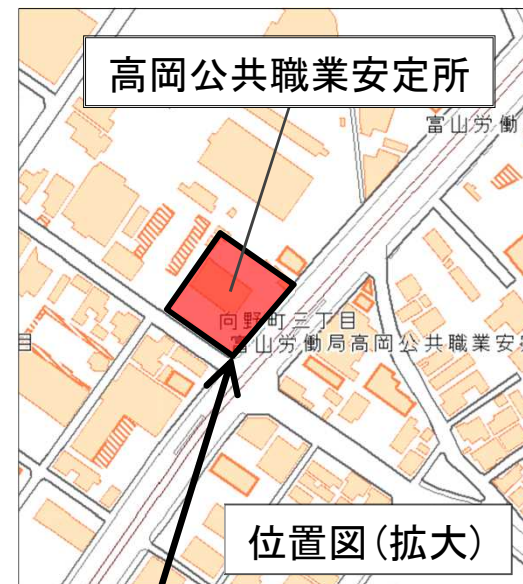 高岡公共職業安定所
富山労働
向野町三丁目
目
富山労働局高岡公共職業安定
位置図(拡大)